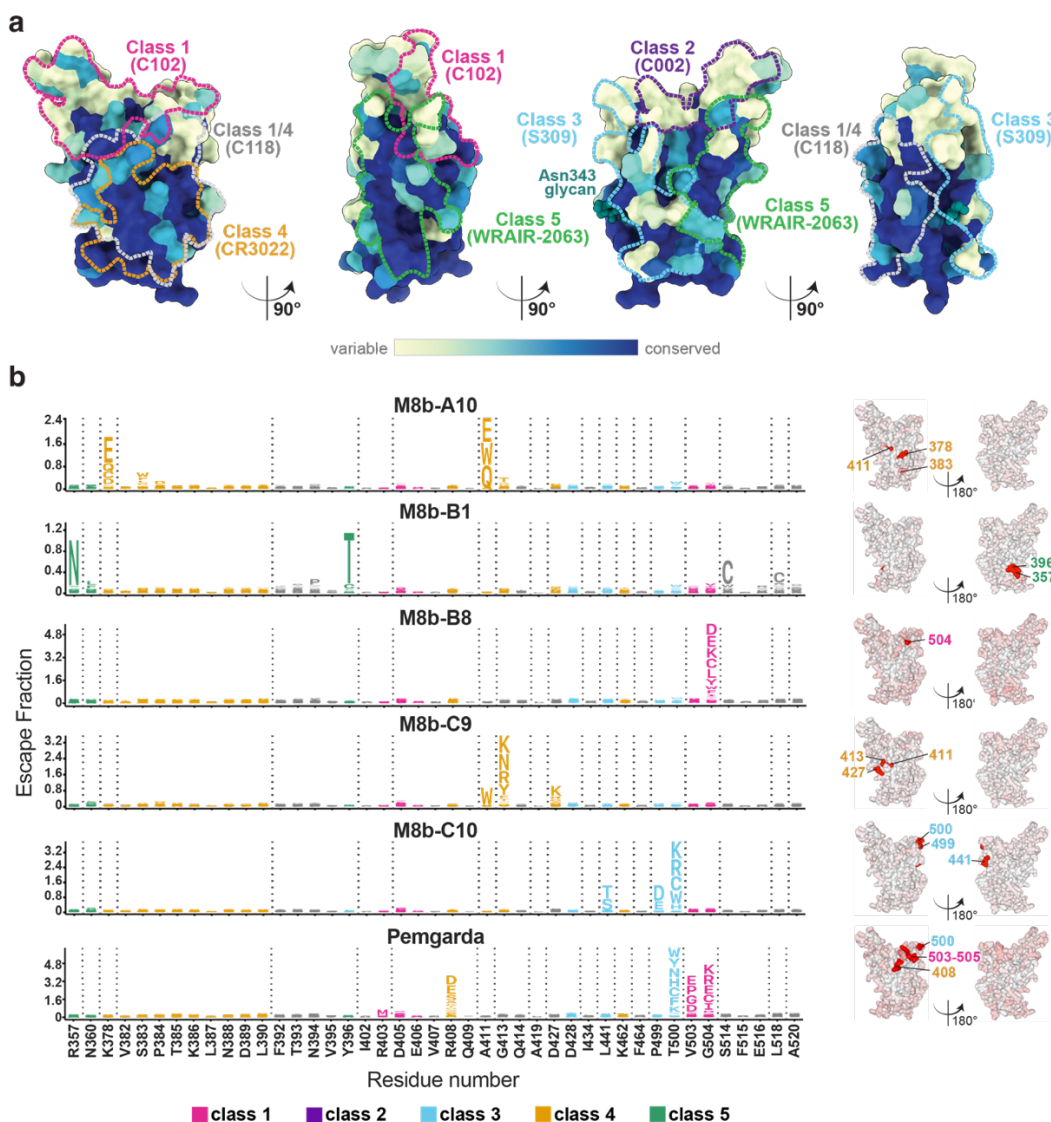 a
Class 1
(C102)
Class 1/4
(C118)
Class 4
(CR3022)
90°
Class 1
(C102)
Class 5
(WRAIR-2063)
90°
Class 2
(C002)
Class 3
(S309)
Asn343
glycan
Class 5
(WRAIR-2063)
90°
Class 1/4
(C118)
Class 3
(S309)
variable
conserved
b
Escape Fraction
M8b-A10
2.4
1.6
0.8
0
E
E
W
Q
411
378
383
180°
M8b-B1
1.2
0.8
0.4
0
N
P
T
C
C
396
357
180°
M8b-B8
4.8
3.2
1.6
0
D
E
K
C
L
Y
504
180°
M8b-C9
3.2
2.4
1.6
0.8
0
W
K
N
R
Y
K
413
427
411
180°
M8b-C10
3.2
2.4
1.6
0.8
0
T
S
D
K
R
C
W
500
499
441
180°
Pemgarda
4.8
3.6
2.4
1.2
0
D
E
W
Y
N
H
C
F
E
P
G
D
K
R
E
C
500
503-505
408
180°
R357 N360 K378 V382 S383 P384 T385 K386 L387 N388 D389 L390 F392 T393 N394 V395 Y396 I402 R403 D405 E406 V407 R408 Q409 A411 G413 Q414 A419 D427 D428 I434 L441 K462 F464 P499 T500 V503 G504 S514 F515 E516 L518 A520
Residue number
class 1 class 2 class 3 class 4 class 5